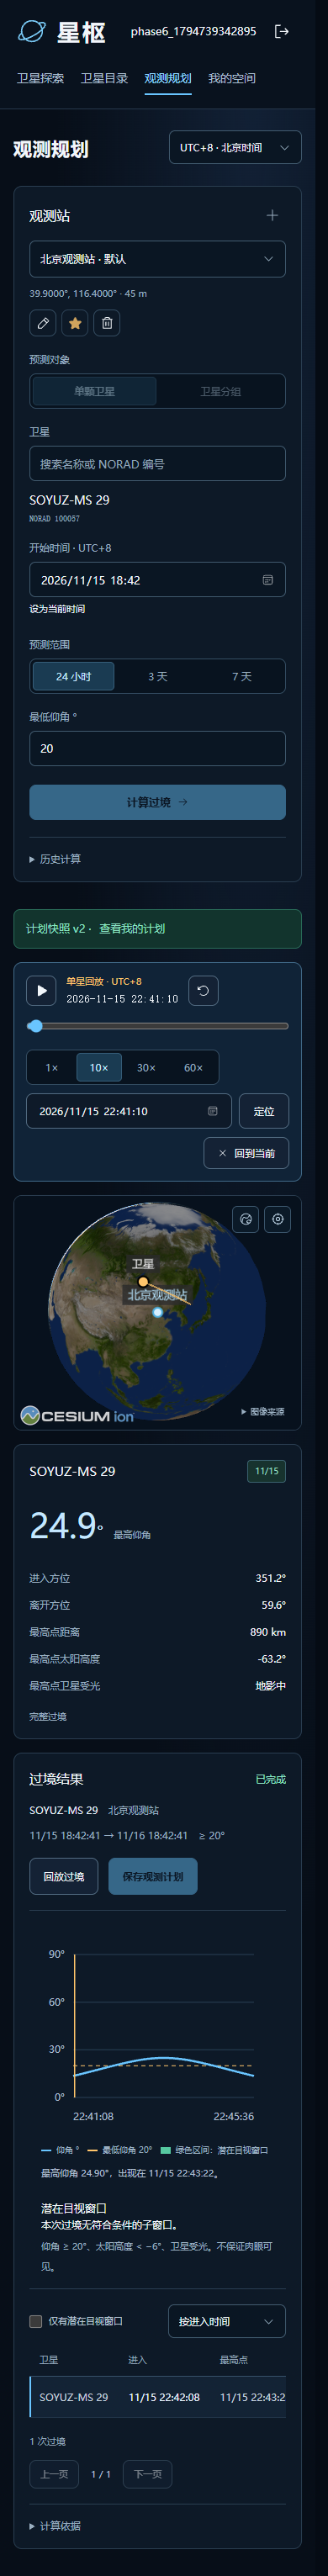 星枢
phase6_1794739342895
卫星探索 卫星目录 观测规划 我的空间
观测规划
UTC+8 · 北京时间
观测站
北京观测站 · 默认
39.9000°, 116.4000° · 45 m
预测对象
单颗卫星 卫星分组
卫星
搜索名称或 NORAD 编号
SOYUZ-MS 29
NORAD 100057
开始时间 · UTC+8
2026/11/15 18:42
设为当前时间
预测范围
24 小时 3 天 7 天
最低仰角 °
20
计算过境 →
历史计算
计划快照 v2 · 查看我的计划
单星回放 · UTC+8
2026-11-15 22:41:10
1× 10× 30× 60×
2026/11/15 22:41:10
定位
× 回到当前
卫星
北京观测站
CESIUM ion
图像来源
SOYUZ-MS 29
11/15
24.9°
最高仰角
进入方位 351.2°
离开方位 59.6°
最高点距离 890 km
最高点太阳高度 -63.2°
最高点卫星受光 地影中
完整过境
过境结果
已完成
SOYUZ-MS 29 北京观测站
11/15 18:42:41 → 11/16 18:42:41 ≥ 20°
回放过境
保存观测计划
90°
60°
30°
0°
22:41:08 22:45:36
仰角 ° 最低仰角 20° 绿色区间：潜在目视窗口
最高仰角 24.90°，出现在 11/15 22:43:22。
潜在目视窗口
本次过境无符合条件的子窗口。
仰角 ≥ 20°、太阳高度 < −6°、卫星受光。不保证肉眼可
见。
仅有潜在目视窗口
按进入时间
卫星 进入 最高点
SOYUZ-MS 29 11/15 22:42:08 11/15 22:43:2
1 次过境
上一页 1 / 1 下一页
计算依据